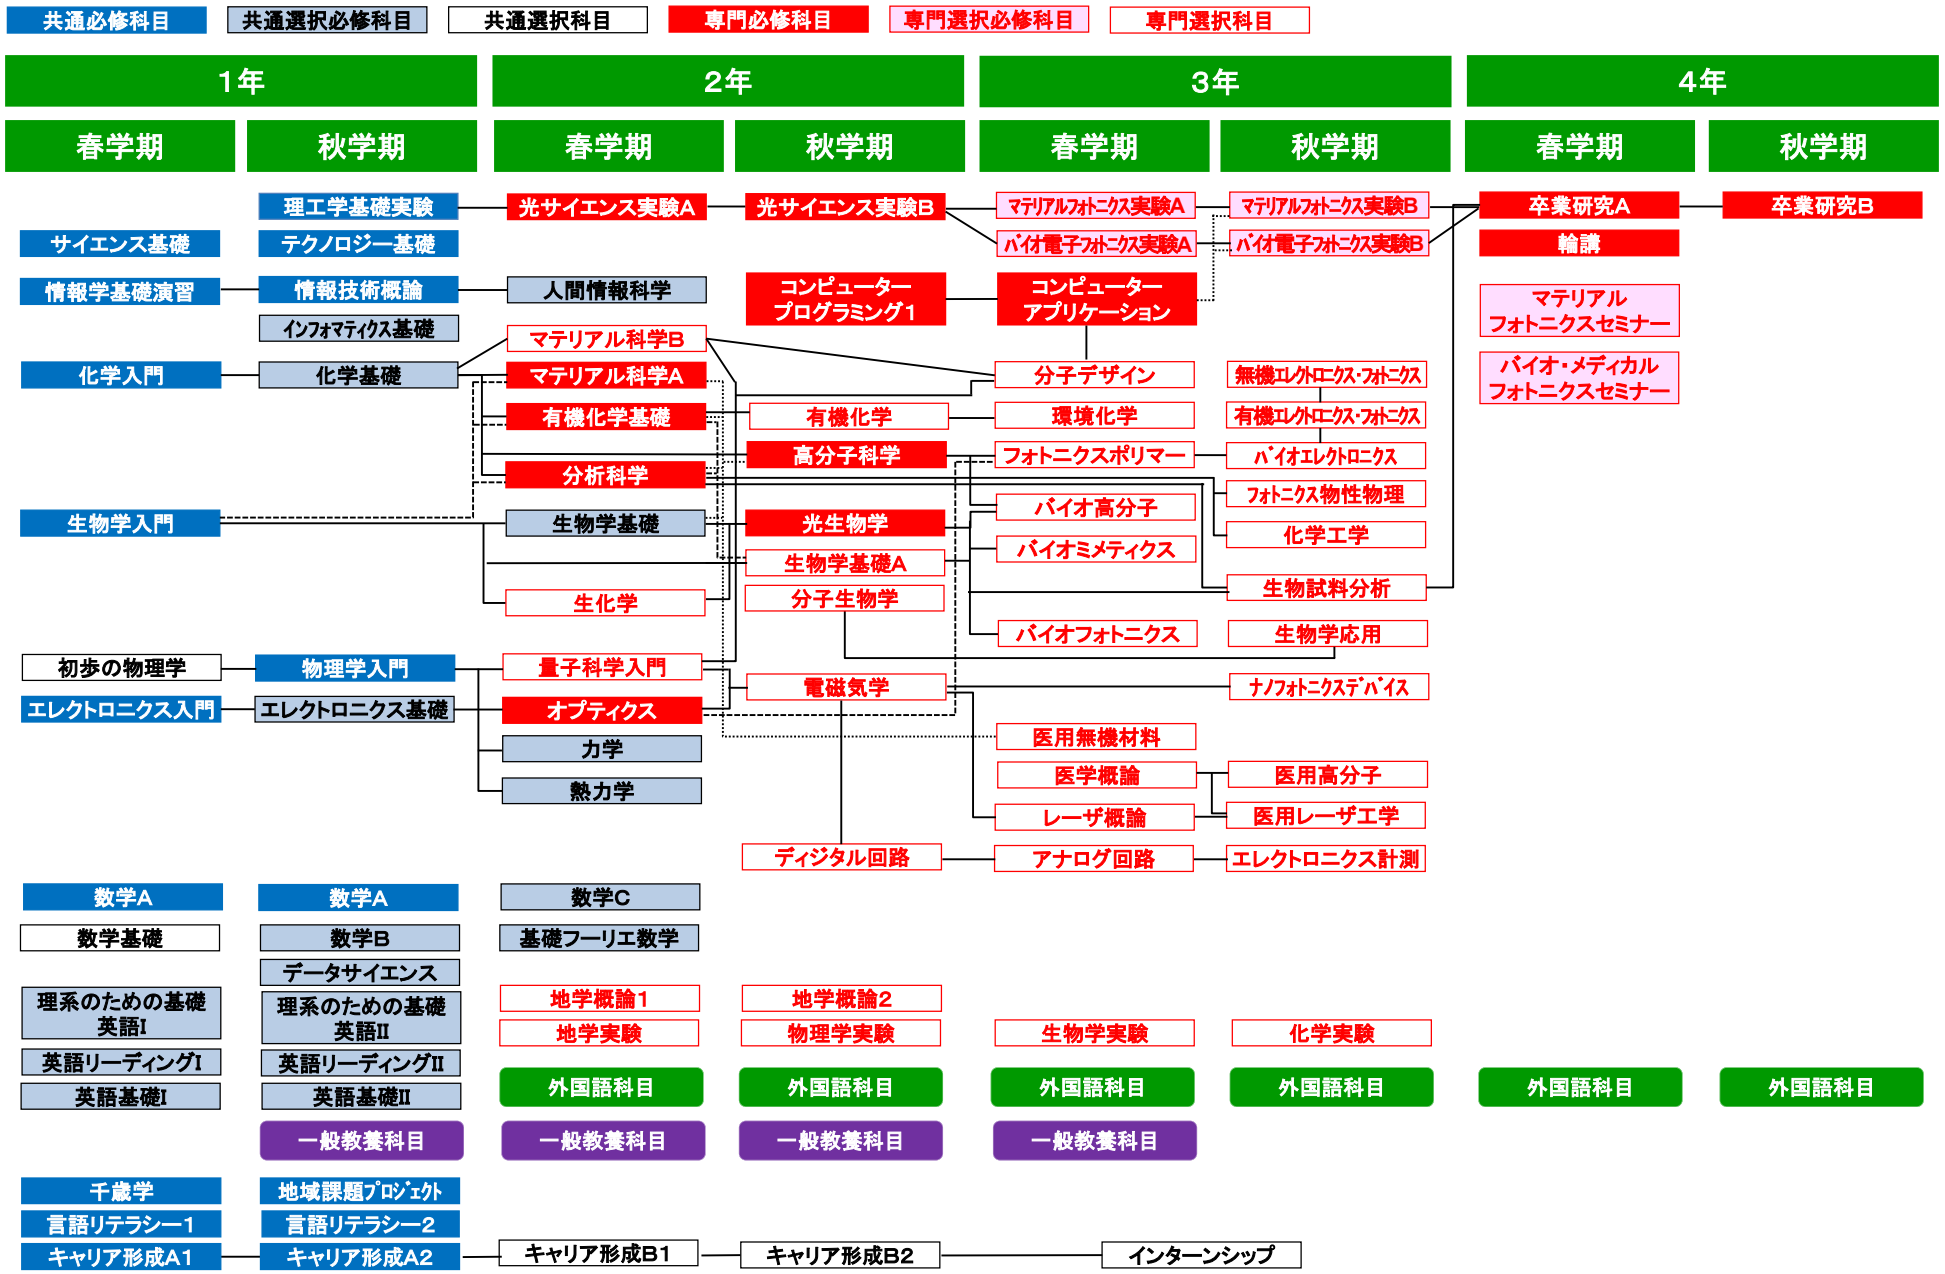 共通必修科目
共通選択必修科目
共通選択科目
専門必修科目
専門選択必修科目
専門選択科目
１年
２年
３年
４年
春学期
秋学期
春学期
秋学期
春学期
秋学期
春学期
秋学期
理工学基礎実験
光サイエンス実験A
光サイエンス実験B
マテリアルフォトニクス実験A
マテリアルフォトニクス実験B
卒業研究A
卒業研究B
サイエンス基礎
テクノロジー基礎
バイオ電子フォトニクス実験A
バイオ電子フォトニクス実験B
輪講
情報学基礎演習
情報技術概論
人間情報科学
コンピューター
プログラミング１
コンピューター
アプリケーション
マテリアル
フォトニクスセミナー
インフォマティクス基礎
マテリアル科学B
化学入門
化学基礎
マテリアル科学A
分子デザイン
無機エレクトロニクス・フォトニクス
バイオ・メディカル
フォトニクスセミナー
有機化学基礎
有機化学
環境化学
有機エレクトロニクス・フォトニクス
高分子科学
フォトニクスポリマー
バイオエレクトロニクス
分析科学
フォトニクス物性物理
バイオ高分子
生物学入門
生物学基礎
光生物学
化学工学
バイオミメティクス
生物学基礎A
生物試料分析
生化学
分子生物学
バイオフォトニクス
生物学応用
初歩の物理学
物理学入門
量子科学入門
電磁気学
ナノフォトニクスデバイス
エレクトロニクス入門
エレクトロニクス基礎
オプティクス
力学
医用無機材料
熱力学
医学概論
医用高分子
レーザ概論
医用レーザ工学
ディジタル回路
アナログ回路
エレクトロニクス計測
数学A
数学A
数学C
数学基礎
数学B
基礎フーリエ数学
データサイエンス
理系のための基礎
英語Ⅰ
理系のための基礎
英語Ⅱ
地学概論１
地学概論２
地学実験
物理学実験
生物学実験
化学実験
英語リーディングⅠ
英語リーディングⅡ
英語基礎Ⅰ
英語基礎Ⅱ
外国語科目
外国語科目
外国語科目
外国語科目
外国語科目
外国語科目
一般教養科目
一般教養科目
一般教養科目
一般教養科目
千歳学
地域課題プロジェクト
言語リテラシー１
言語リテラシー２
キャリア形成A1
キャリア形成A2
キャリア形成B1
キャリア形成B2
インターンシップ